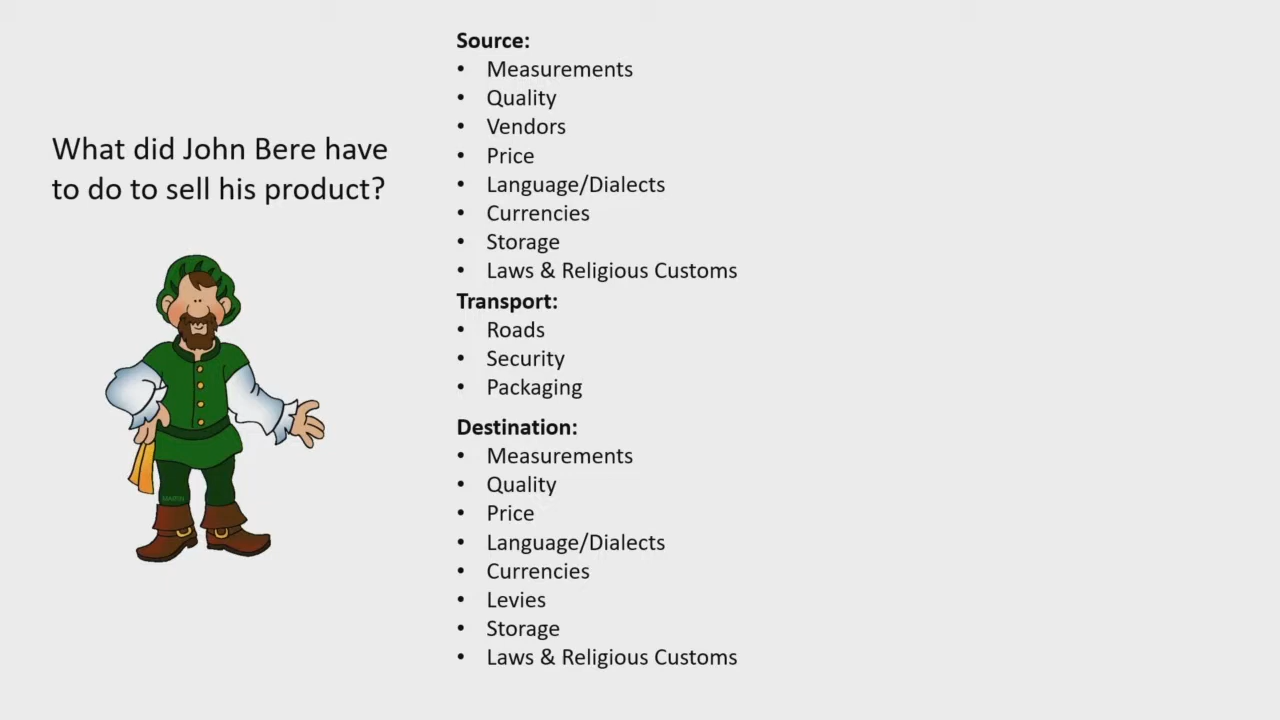 What did John Bere have
to do to sell his product?
Source:
• Measurements
• Quality
• Vendors
• Price
• Language/Dialects
• Currencies
• Storage
• Laws & Religious Customs
Transport:
• Roads
• Security
• Packaging
Destination:
• Measurements
• Quality
• Price
• Language/Dialects
• Currencies
• Levies
• Storage
• Laws & Religious Customs